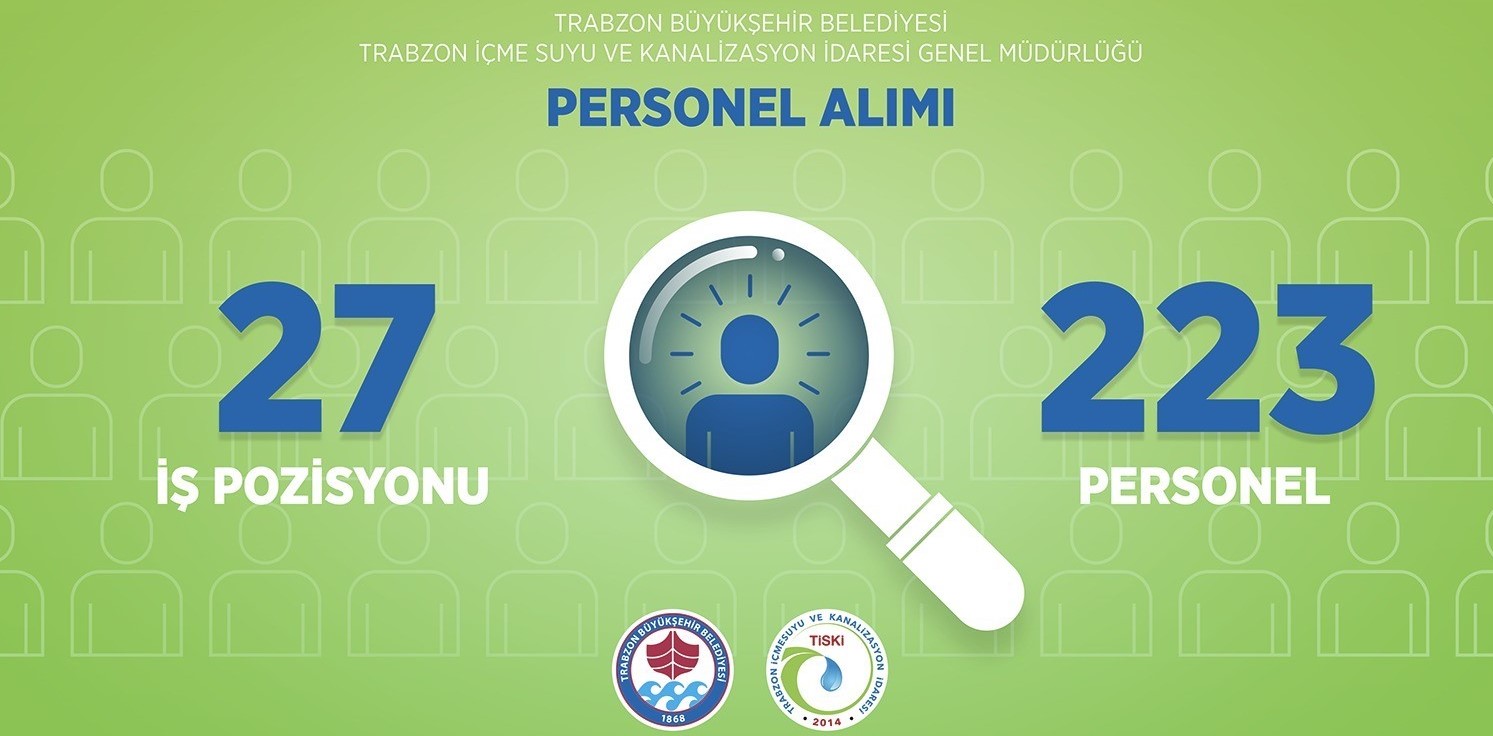 TRABZON BÜYÜKŞEHİR BELEDİYESİ
TRABZON İÇME SUYU VE KANALİZASYON İDARESİ GENEL MÜDÜRLÜĞÜ
PERSONEL ALIMI
27
İŞ POZİSYONU
223
PERSONEL
TRABZON BÜYÜKŞEHİR BELEDİYESİ
1868
TRABZON İÇMESUYU VE KANALİZASYON İDARESİ
TİSKİ
• 2014 •